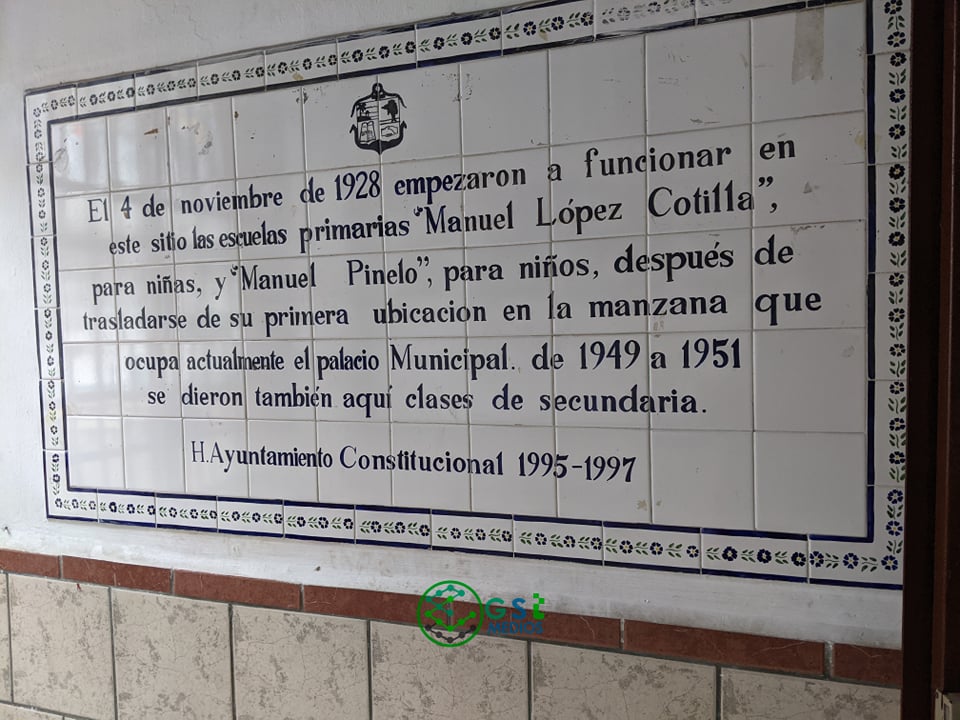 El 4 de noviembre de 1928 empezaron a funcionar en
este sitio las escuelas primarias "Manuel López Cotilla",
para niñas, y "Manuel Pinelo", para niños, después de
trasladarse de su primera ubicacion en la manzana que
ocupa actualmente el palacio Municipal. de 1949 a 1951
se dieron también aquí clases de secundaria.
H. Ayuntamiento Constitucional 1995-1997
GSt
MEDIOS